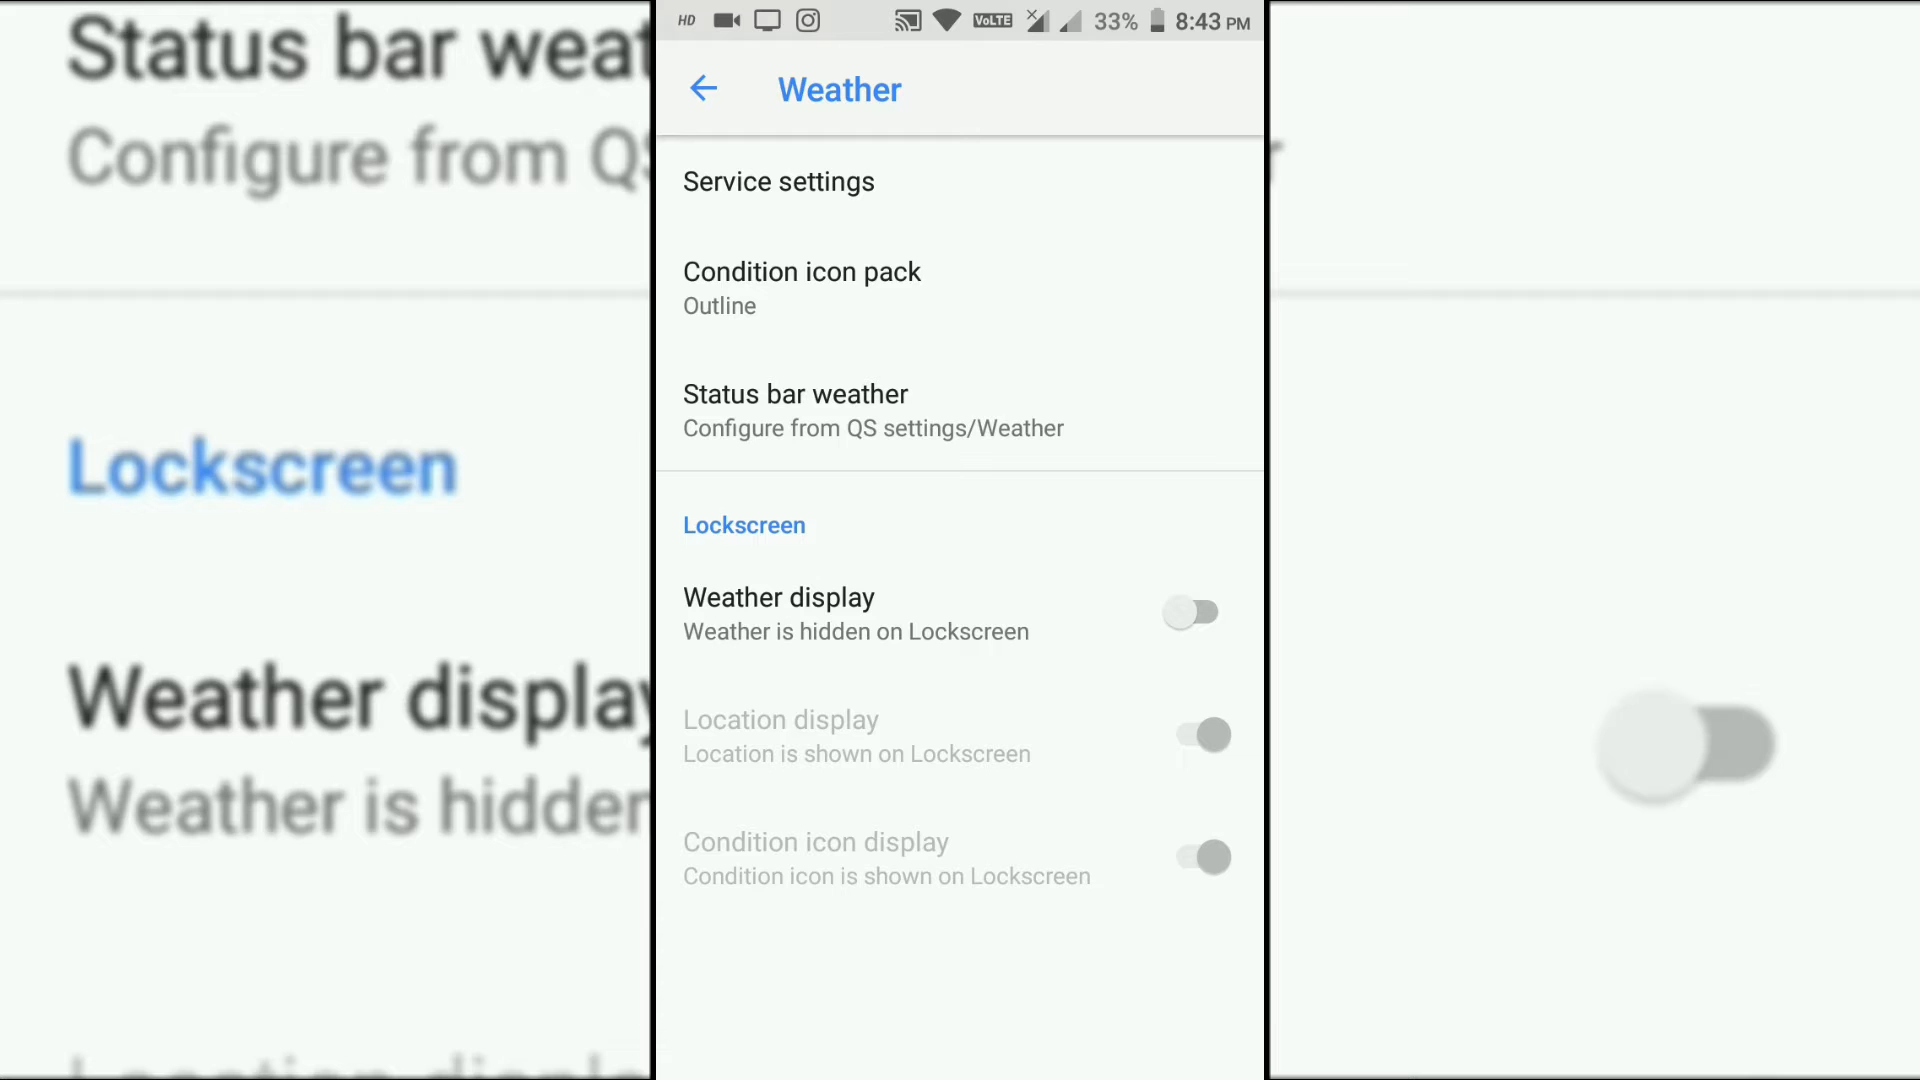 HD VoLTE 33% 8:43 PM
Weather
Service settings
Condition icon pack
Outline
Status bar weather
Configure from QS settings/Weather
Lockscreen
Weather display
Weather is hidden on Lockscreen
Location display
Location is shown on Lockscreen
Condition icon display
Condition icon is shown on Lockscreen
Status bar weat
Configure from QS
Lockscreen
Weather display
Weather is hidden